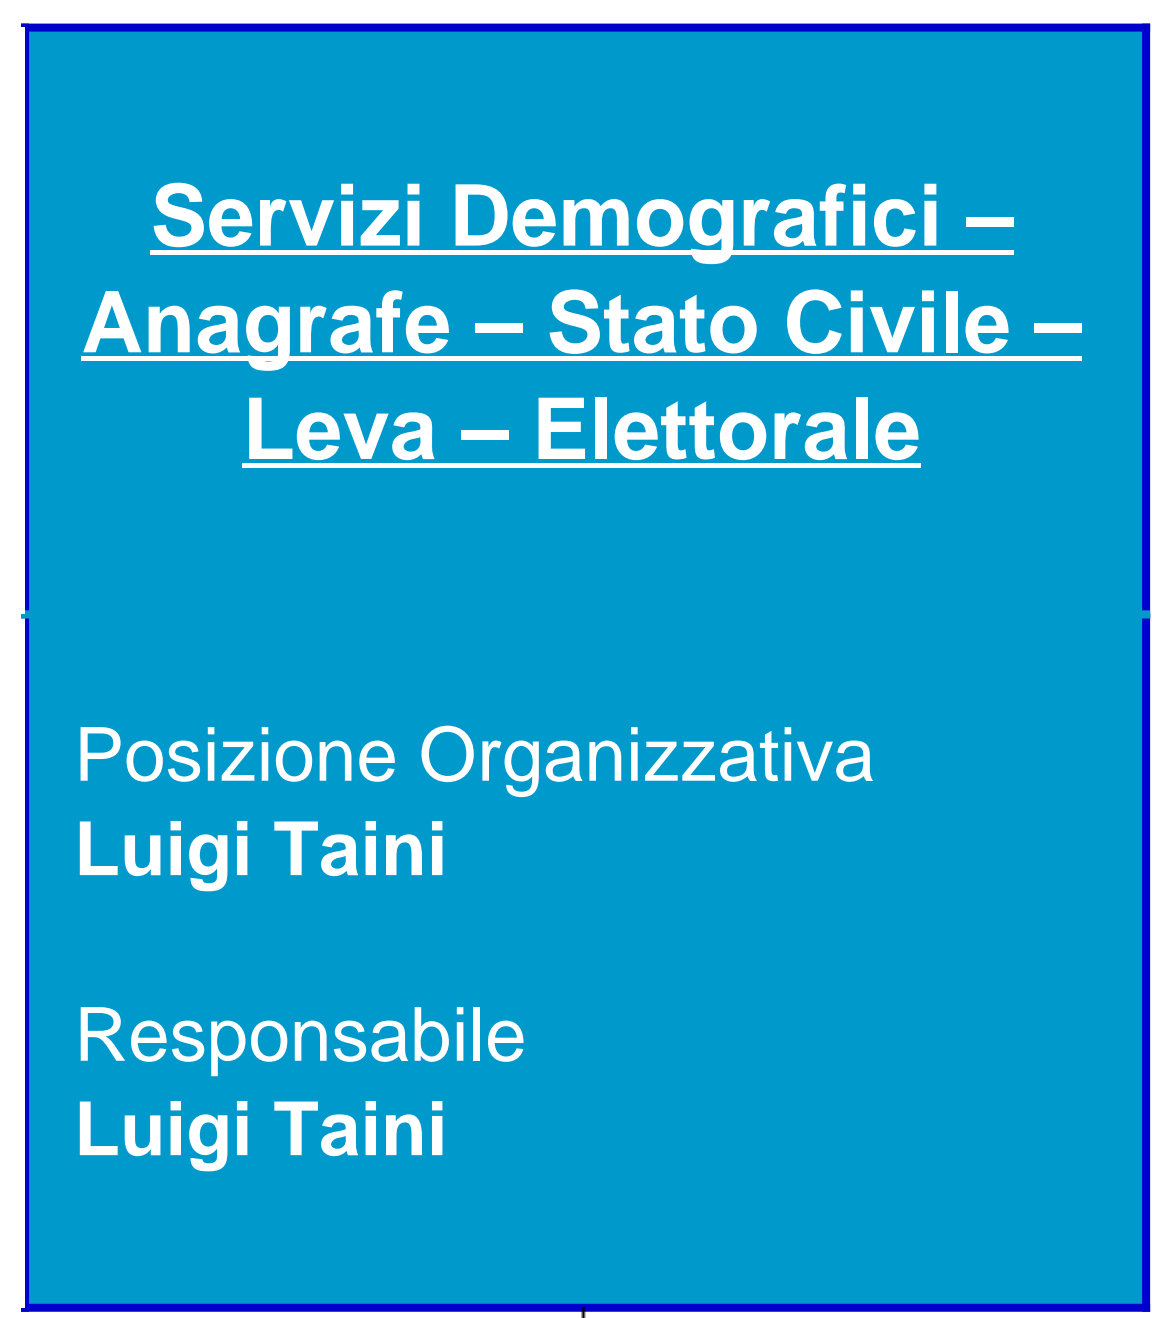 Servizi Demografici –
Anagrafe – Stato Civile –
Leva – Elettorale
Posizione Organizzativa
Luigi Taini
Responsabile
Luigi Taini